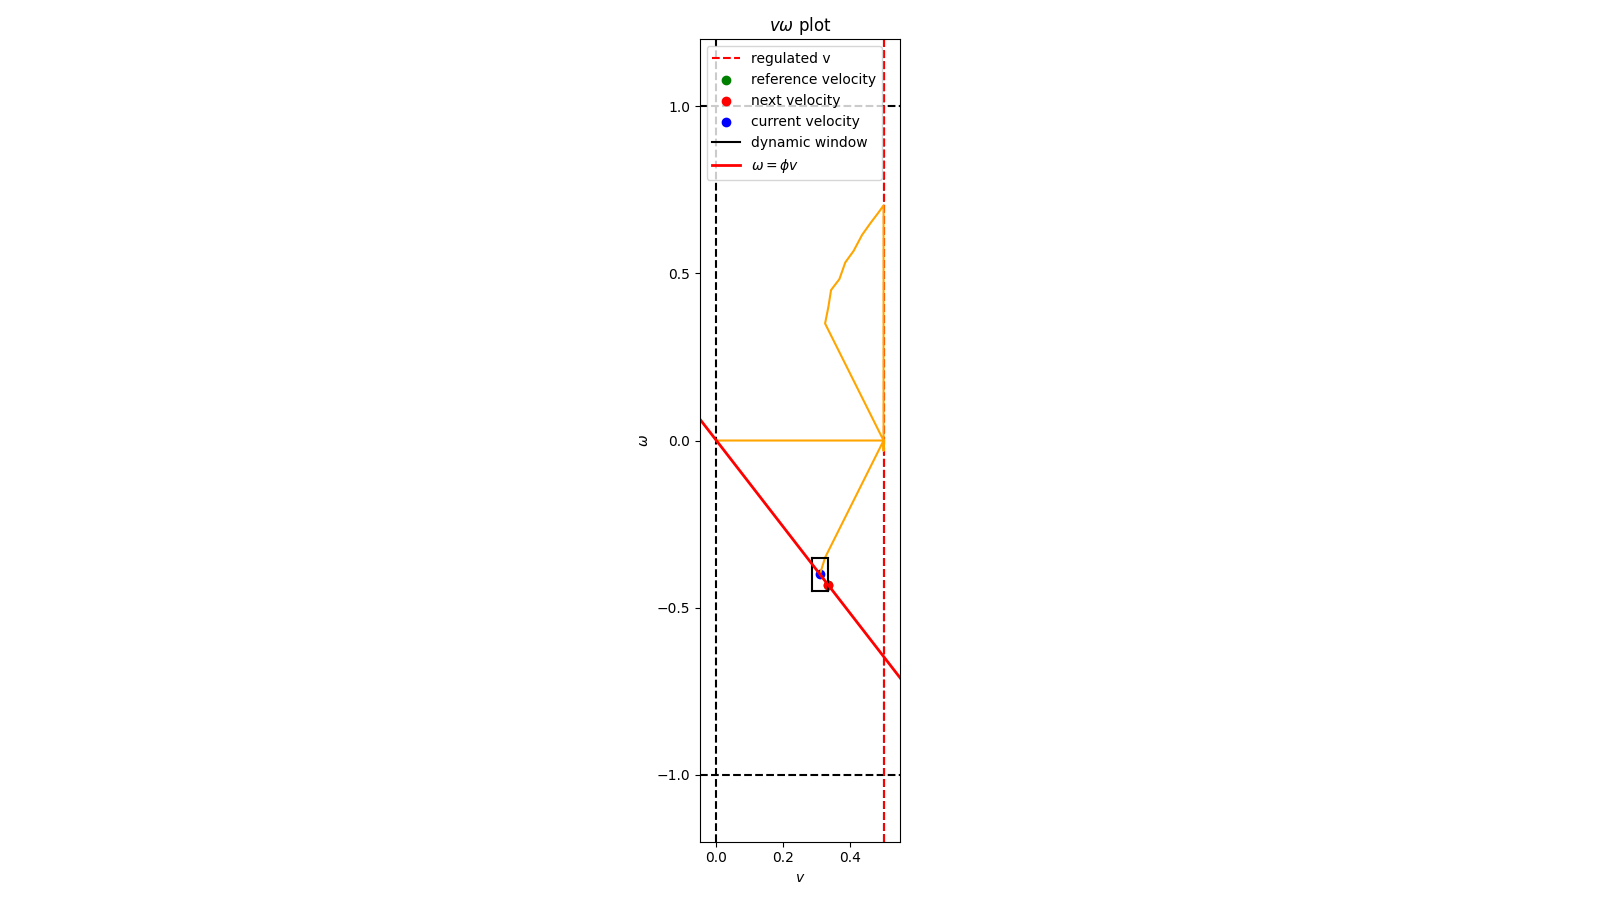 vω plot
regulated v
reference velocity
next velocity
current velocity
dynamic window
ω = ϕv
1.0
0.5
0.0
−0.5
−1.0
ω
0.0 0.2 0.4
v